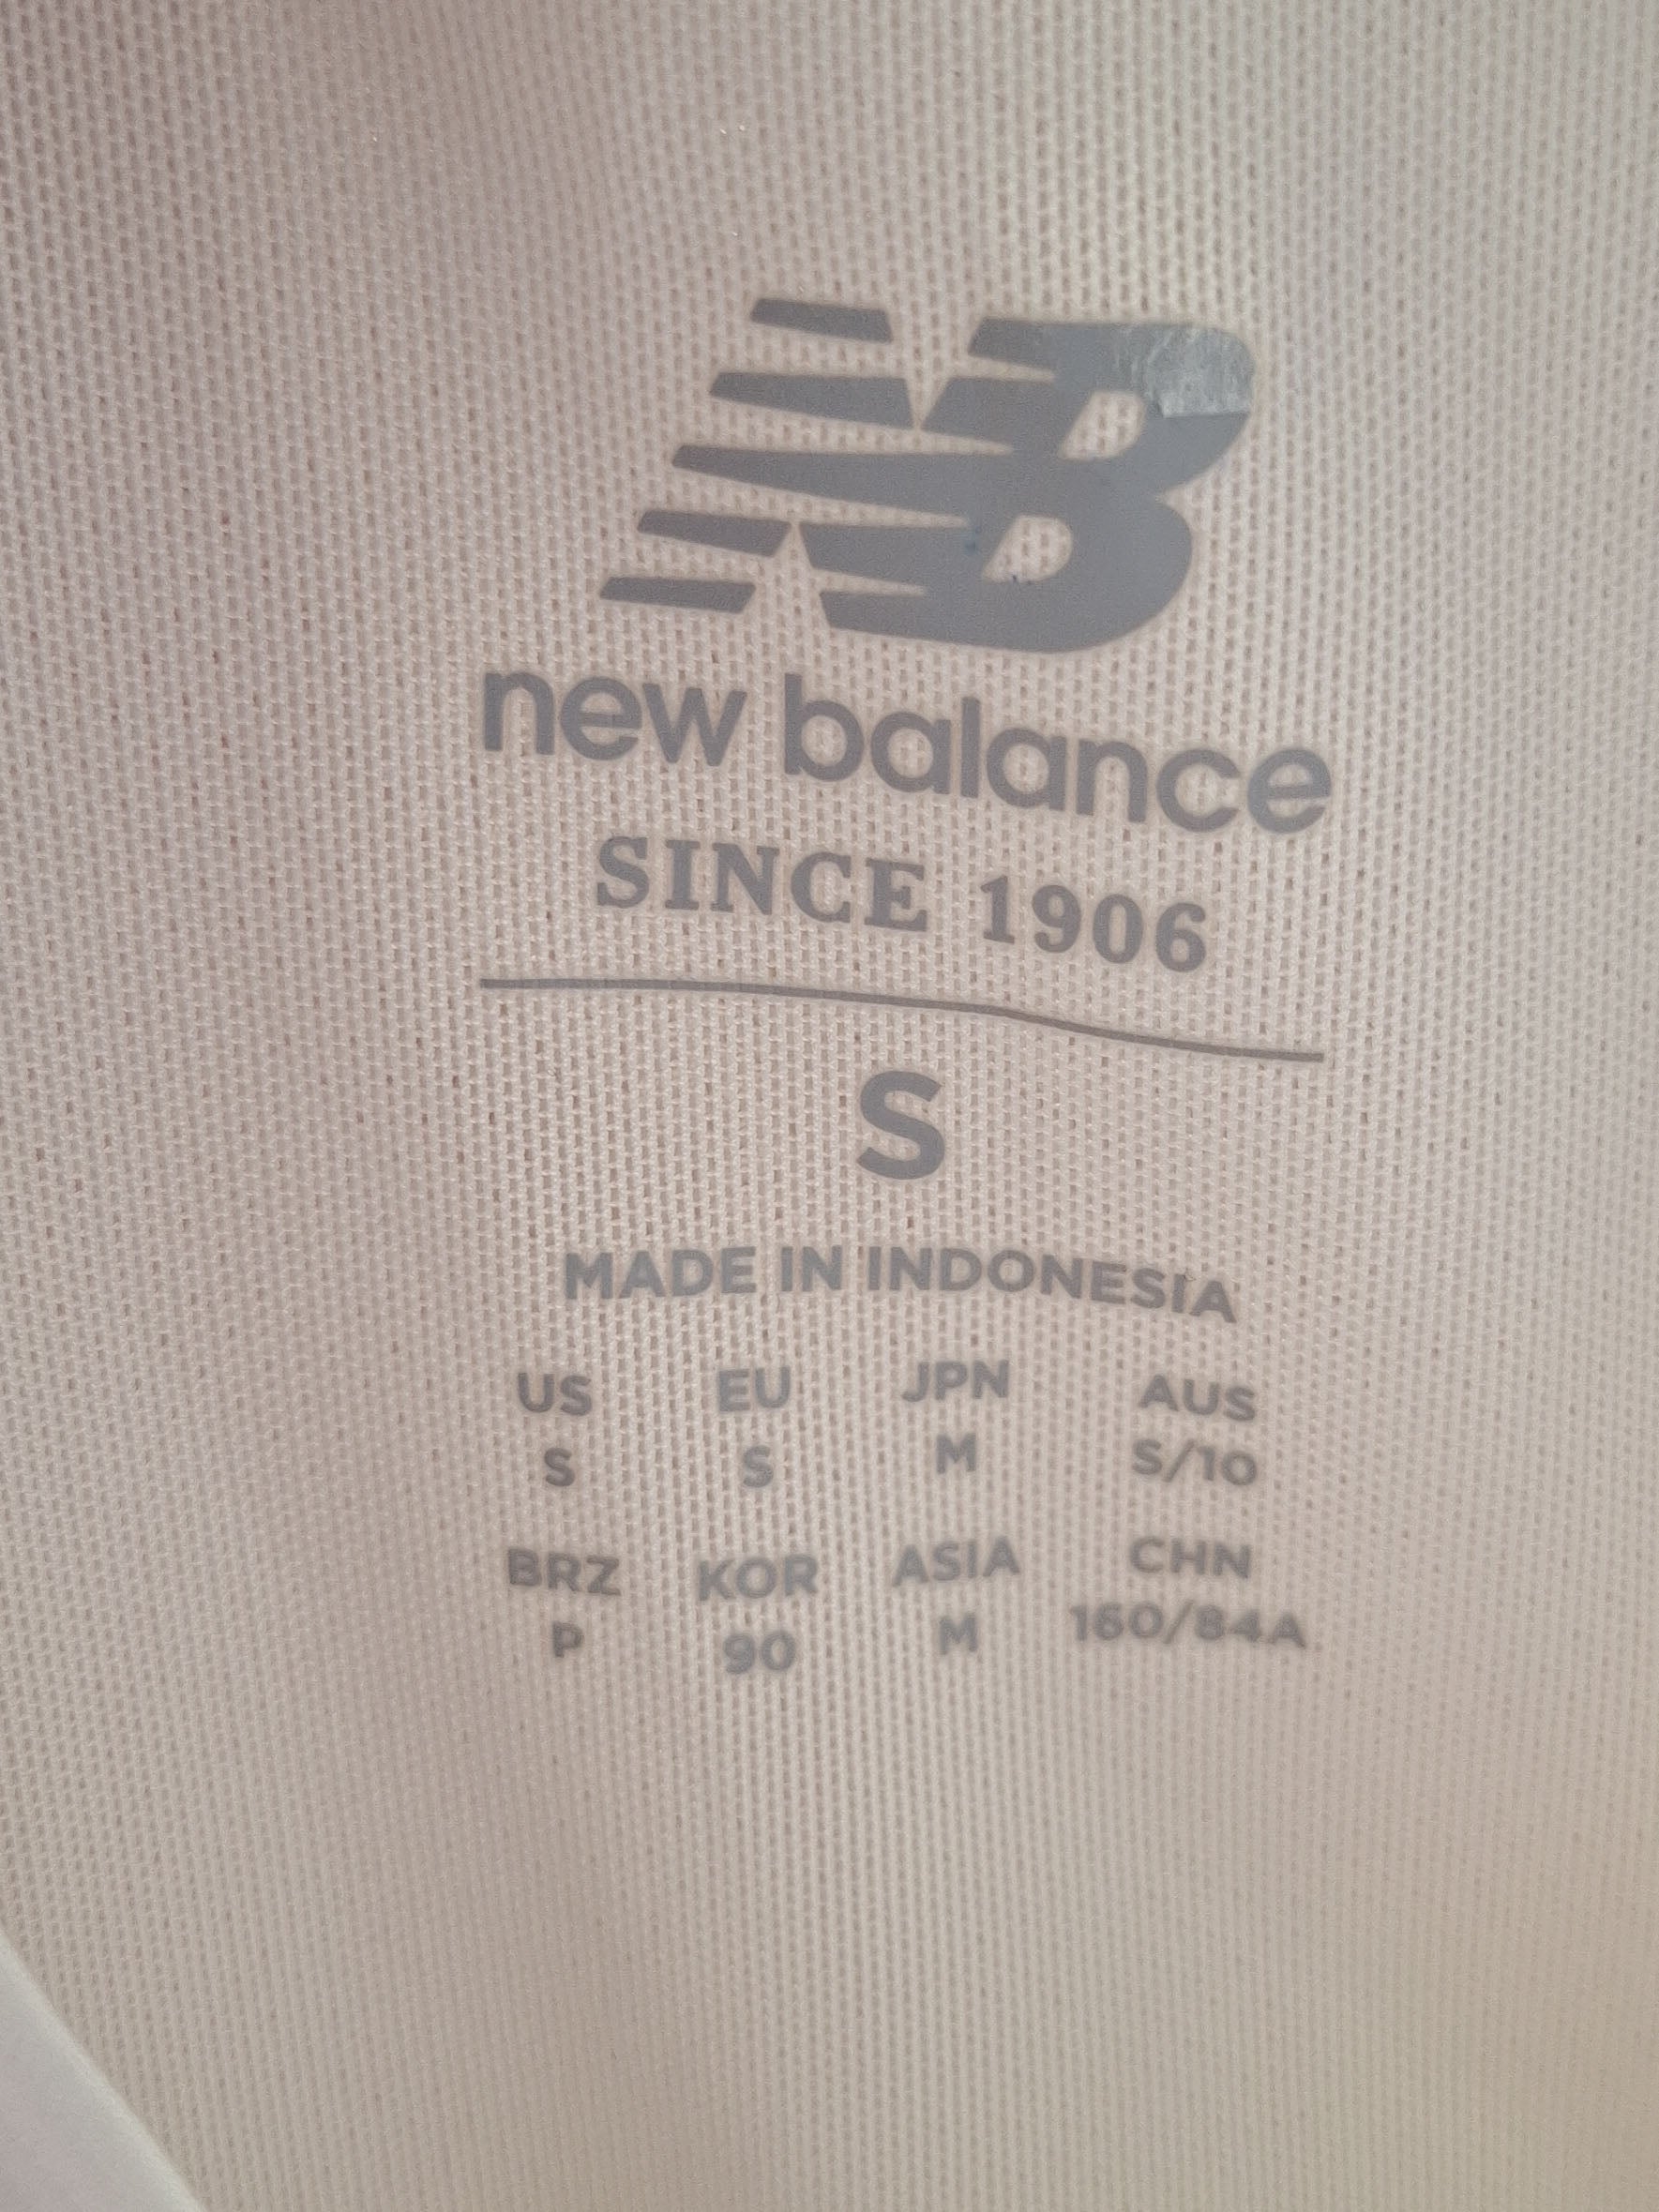 NB
new balance
SINCE 1906
S
MADE IN INDONESIA
US EU JPN AUS
S S M S/10
BRZ KOR ASIA CHN
P 90 M 160/84A